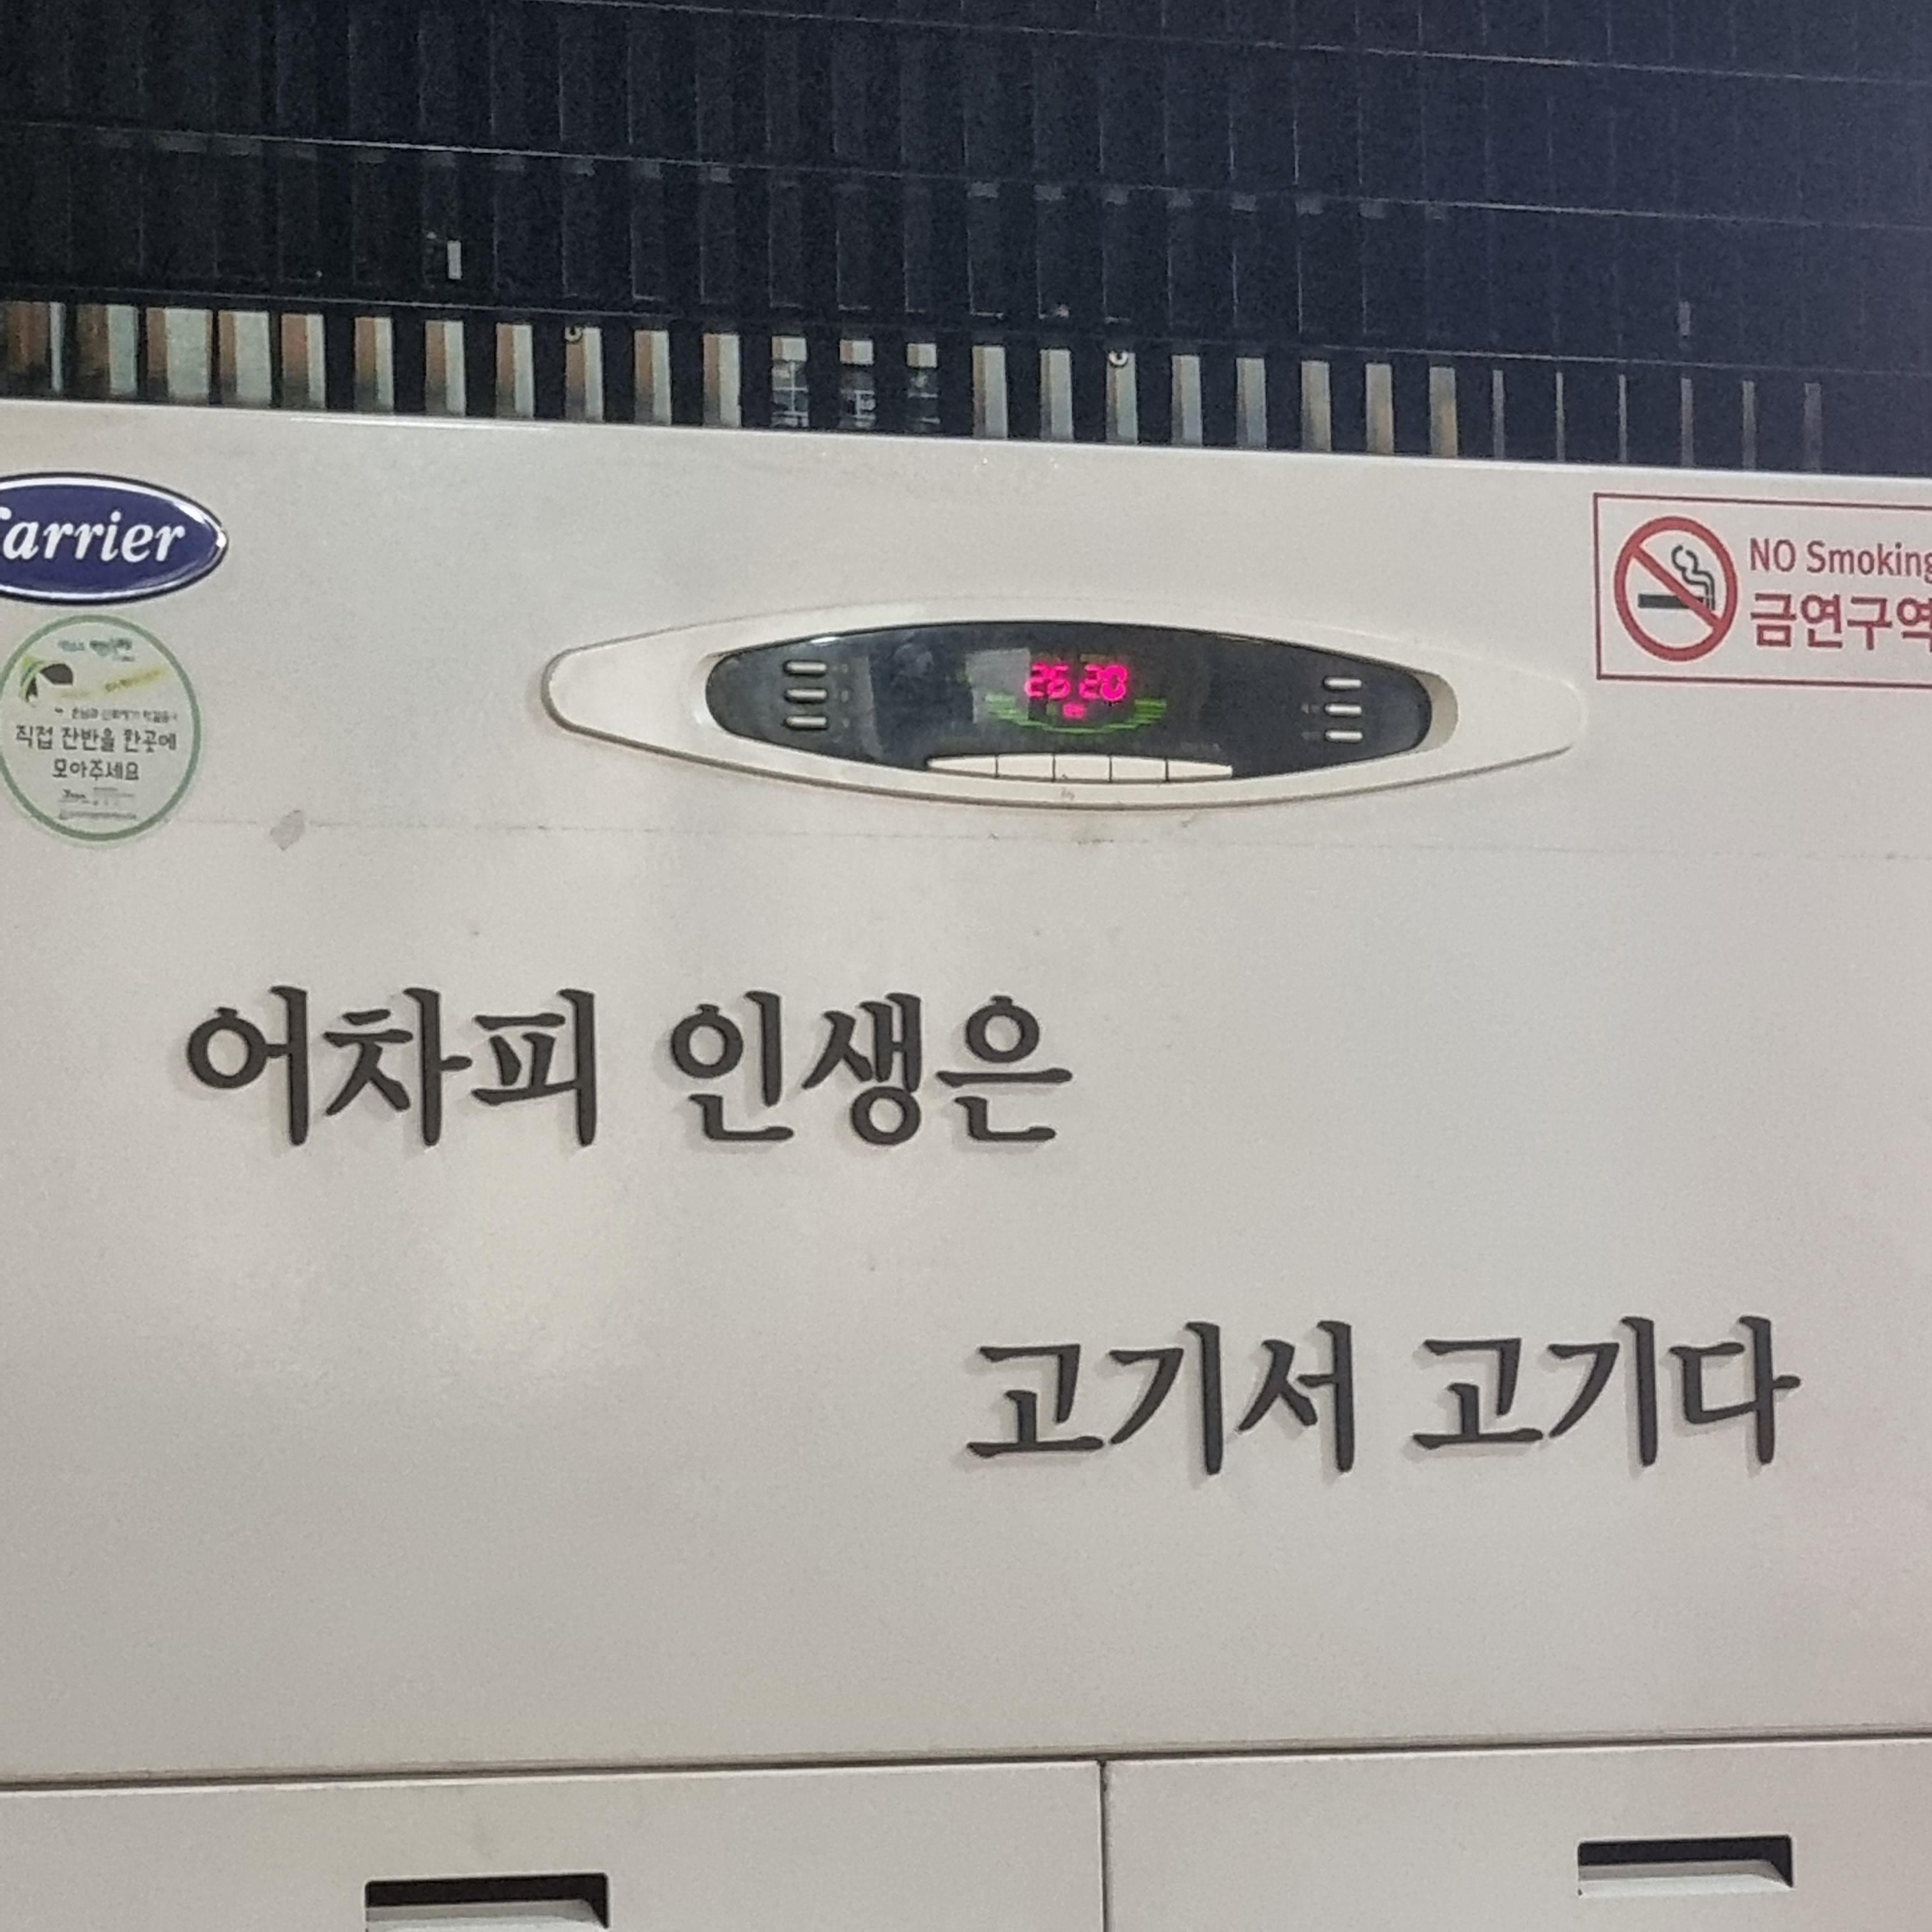 Carrier
NO Smoking
금연구역
26 20
직접 잔반을 한곳에
모아주세요
어차피 인생은
고기서 고기다